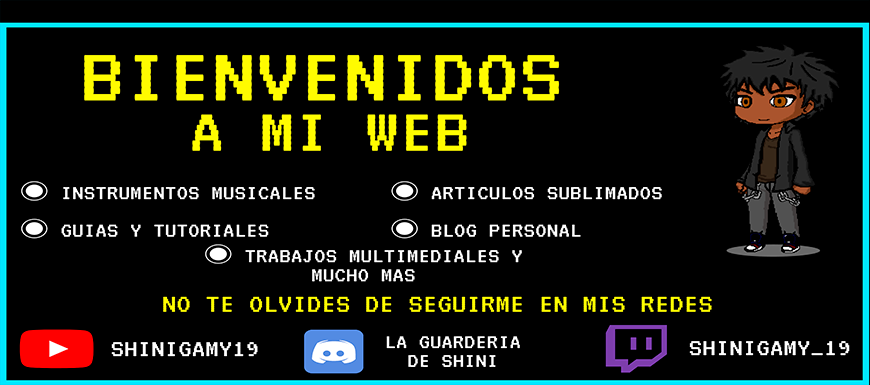 BIENVENIDOS
A MI WEB
INSTRUMENTOS MUSICALES
ARTICULOS SUBLIMADOS
GUIAS Y TUTORIALES
BLOG PERSONAL
TRABAJOS MULTIMEDIALES Y
MUCHO MAS
NO TE OLVIDES DE SEGUIRME EN MIS REDES
SHINIGAMY19
LA GUARDERIA
DE SHINI
SHINIGAMY_19